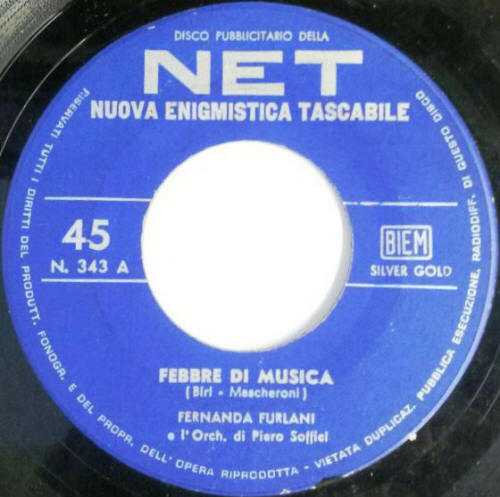 DISCO PUBBLICITARIO DELLA
NET
NUOVA ENIGMISTICA TASCABILE
45
N. 343 A
BIEM
SILVER GOLD
FEBBRE DI MUSICA
(Biri - Mascheroni)
FERNANDA FURLANI
e l'Orch. di Piero Soffici
RISERVATI TUTTI I DIRITTI DEL PRODUTT. FONOGR. E DEL PROPR. DELL'OPERA RIPRODOTTA - VIETATA DUPLICAZ. PUBBLICA ESECUZIONE, RADIODIFF. DI QUESTO DISCO